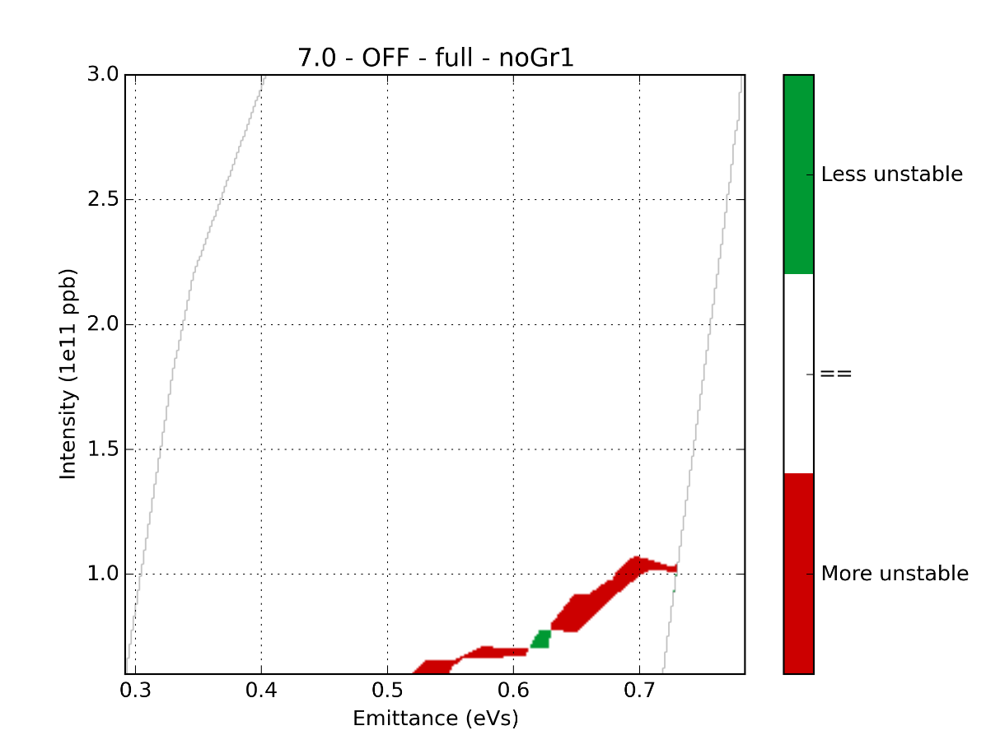 7.0 - OFF - full - noGr1
3.0
2.5
2.0
1.5
1.0
Intensity (1e11 ppb)
0.3 0.4 0.5 0.6 0.7
Emittance (eVs)
Less unstable
==
More unstable